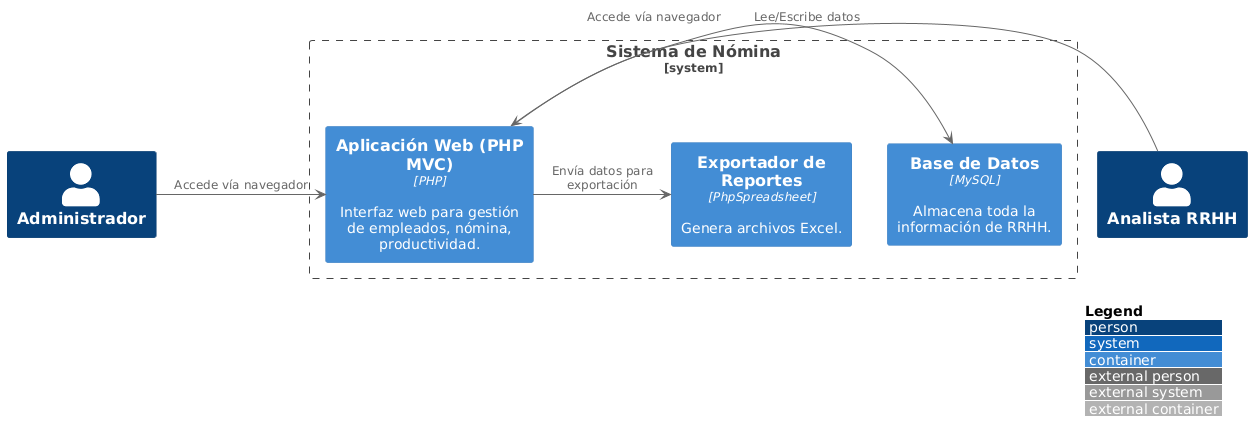 Accede vía navegador
Lee/Escribe datos
Sistema de Nómina
[system]
Administrador
Accede vía navegador
Aplicación Web (PHP
MVC)
[PHP]
Interfaz web para gestión
de empleados, nómina,
productividad.
Envía datos para
exportación
Exportador de
Reportes
[PhpSpreadsheet]
Genera archivos Excel.
Base de Datos
[MySQL]
Almacena toda la
información de RRHH.
Analista RRHH
Legend
person
system
container
external person
external system
external container